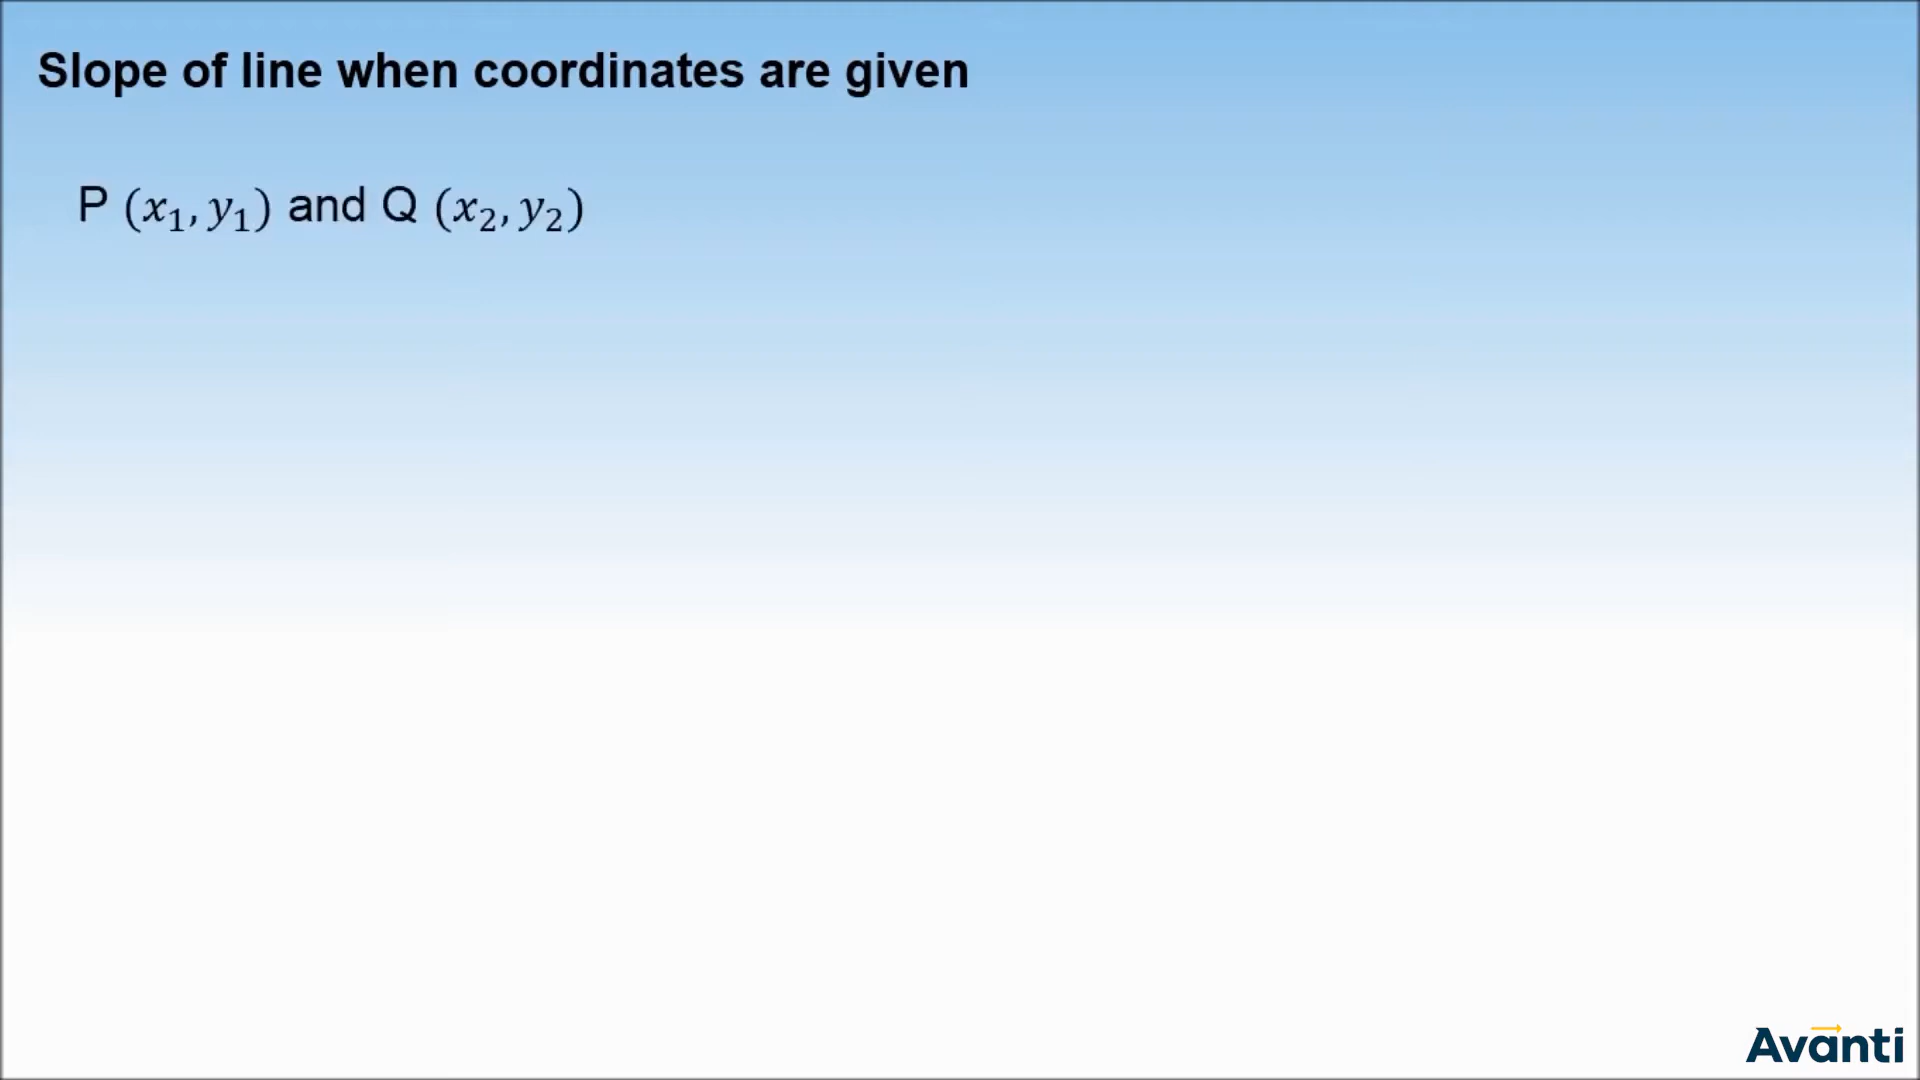 Slope of line when coordinates are given
P (x₁, y₁) and Q (x₂, y₂)
Avanti